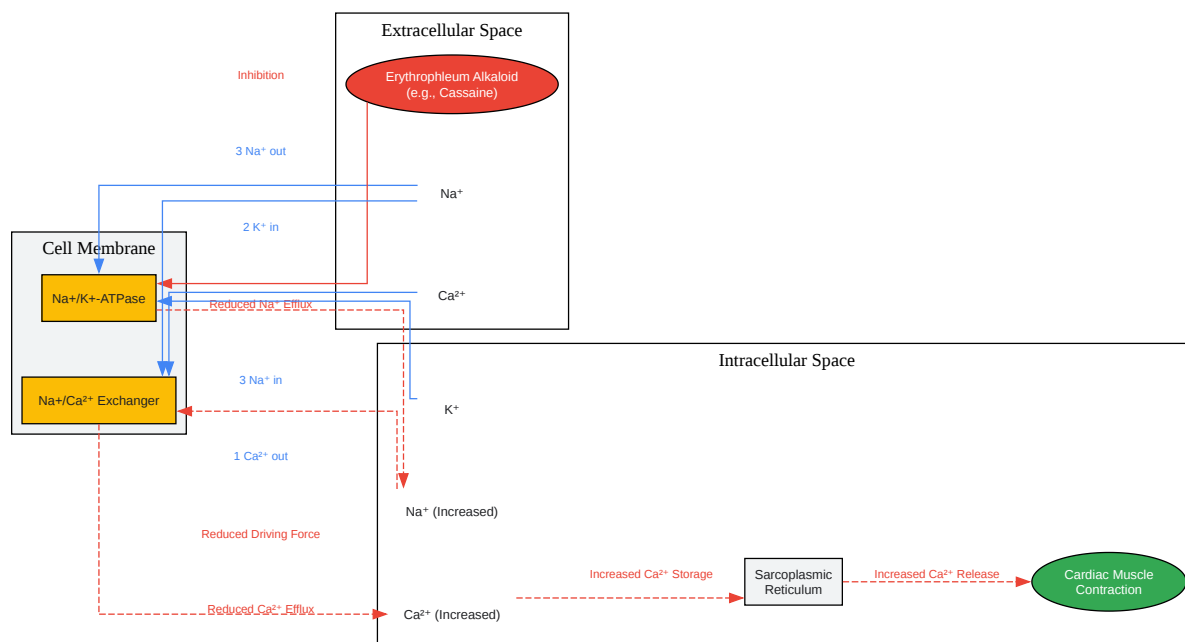 Extracellular Space
Erythrophleum Alkaloid
(e.g., Cassaine)
Inhibition
3 Na⁺ out
Na⁺
2 K⁺ in
Cell Membrane
Na+/K+-ATPase
Ca²⁺
Reduced Na⁺ Efflux
Intracellular Space
3 Na⁺ in
Na+/Ca²⁺ Exchanger
K⁺
1 Ca²⁺ out
Na⁺ (Increased)
Reduced Driving Force
Increased Ca²⁺ Storage
Sarcoplasmic
Reticulum
Increased Ca²⁺ Release
Cardiac Muscle
Contraction
Reduced Ca²⁺ Efflux
Ca²⁺ (Increased)